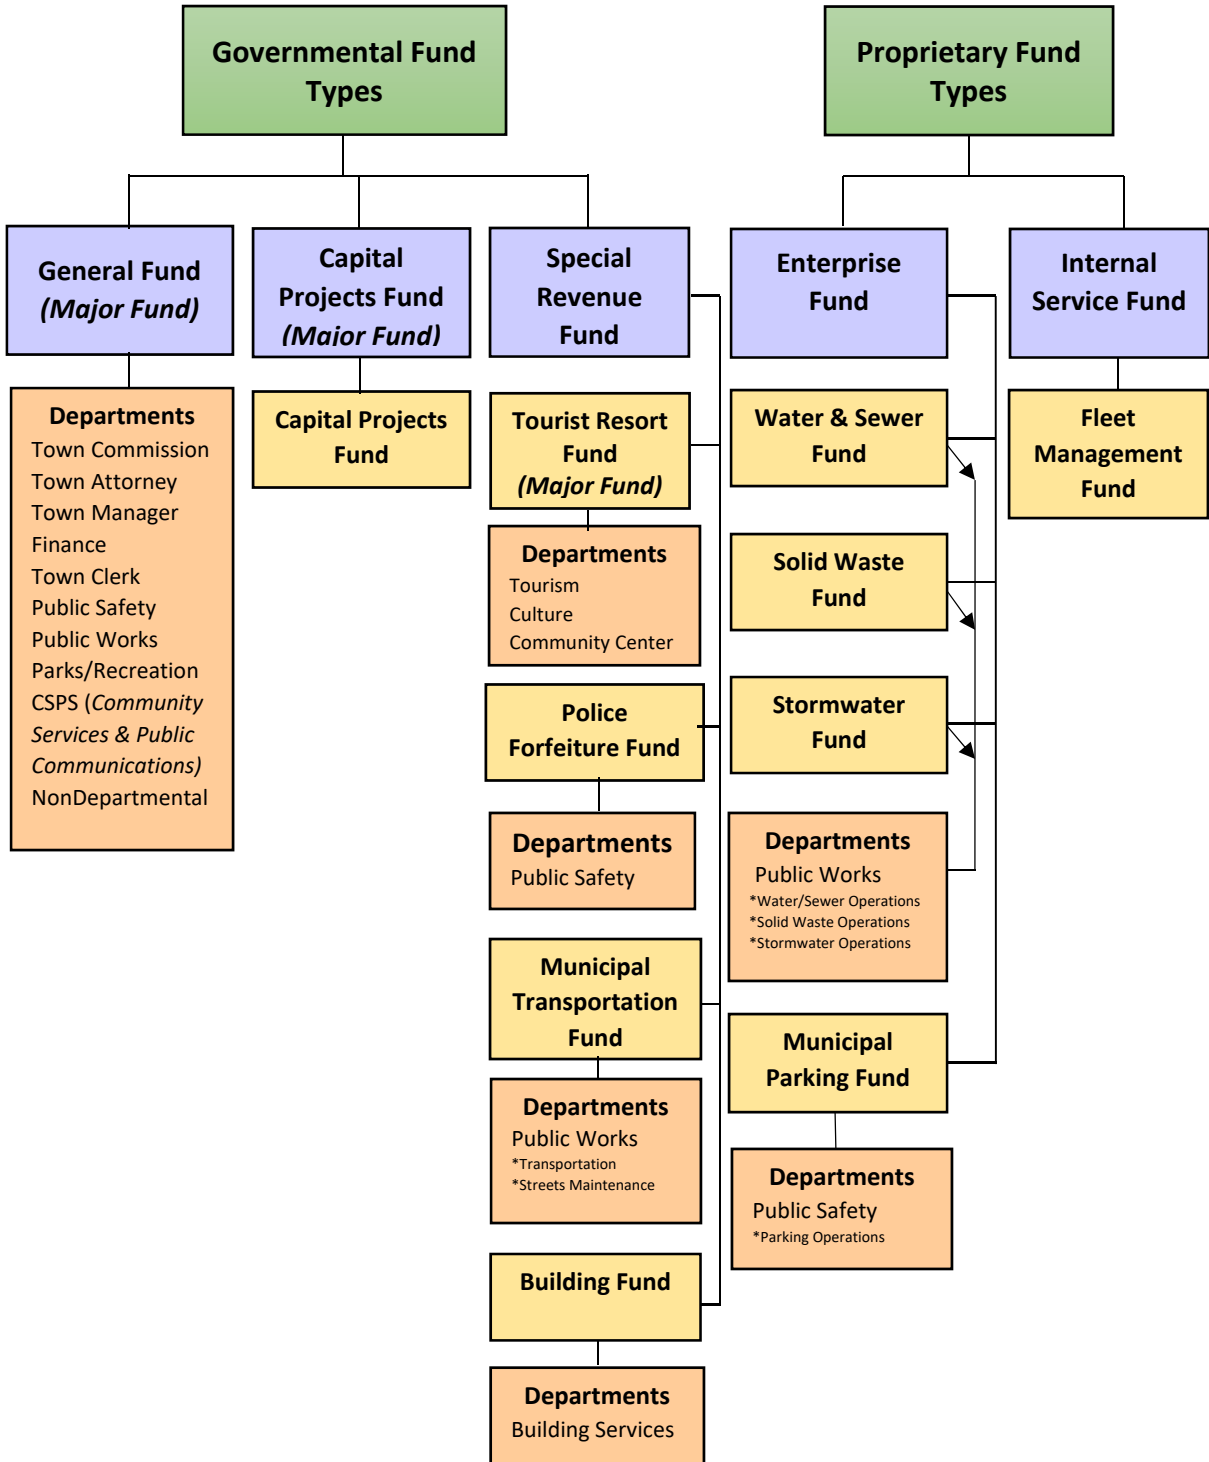 Governmental Fund
Types
Proprietary Fund
Types
General Fund
(Major Fund)
Capital
Projects Fund
(Major Fund)
Special
Revenue
Fund
Enterprise
Fund
Internal
Service Fund
Departments
Town Commission
Town Attorney
Town Manager
Finance
Town Clerk
Public Safety
Public Works
Parks/Recreation
CSPS (Community
Services & Public
Communications)
NonDepartmental
Capital Projects
Fund
Tourist Resort
Fund
(Major Fund)
Departments
Tourism
Culture
Community Center
Police
Forfeiture Fund
Departments
Public Safety
Municipal
Transportation
Fund
Departments
Public Works
*Transportation
*Streets Maintenance
Building Fund
Departments
Building Services
Water & Sewer
Fund
Solid Waste
Fund
Stormwater
Fund
Departments
Public Works
*Water/Sewer Operations
*Solid Waste Operations
*Stormwater Operations
Municipal
Parking Fund
Departments
Public Safety
*Parking Operations
Fleet
Management
Fund